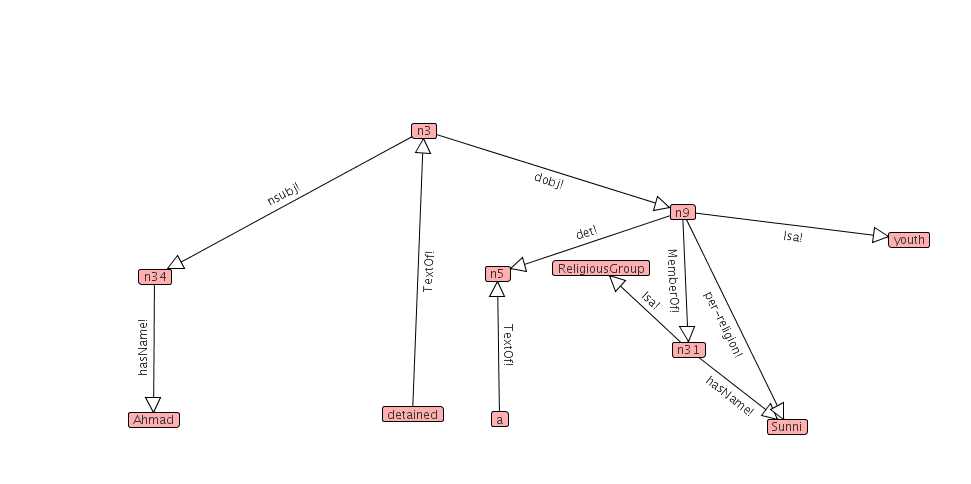 n3
nsubj!
dobj!
n9
det!
Isa!
youth
TextOf!
n34
n5
ReligiousGroup
MemberOf!
Isa!
per-religion!
hasName!
TextOf!
n31
hasName!
Ahmad
detained
a
Sunni